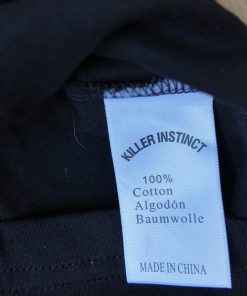 KILLER INSTINCT
100%
Cotton
Algodón
Baumwolle
MADE IN CHINA